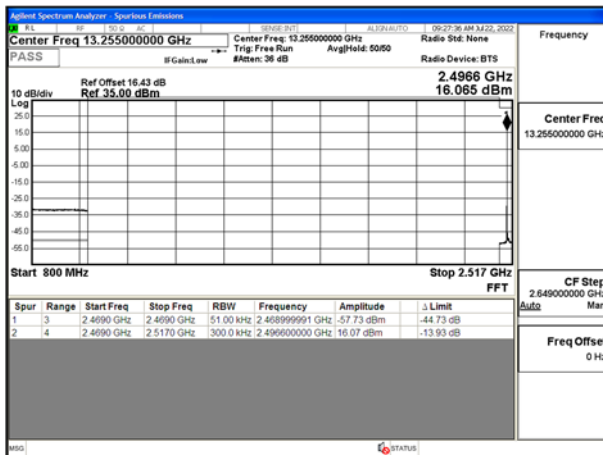 Agilent Spectrum Analyzer - Spurious Emissions
RL RF 50 Ω AC SENSE:INT ALIGN AUTO 09:27:36 AM Jul 22, 2022
Center Freq 13.255000000 GHz Center Freq: 13.255000000 GHz Radio Std: None
Trig: Free Run Avg|Hold: 50/50
PASS IFGain:Low #Atten: 36 dB Radio Device: BTS
Frequency
2.4966 GHz
Ref Offset 16.43 dB
10 dB/div Ref 35.00 dBm 16.065 dBm
Log
25.0
15.0
5.00
-5.00
-15.0
-25.0
-35.0
-45.0
-55.0
Start 800 MHz Stop 2.517 GHz
FFT
Spur Range Start Freq Stop Freq RBW Frequency Amplitude Δ Limit
1 3 2.4690 GHz 2.4690 GHz 51.00 kHz 2.468999991 GHz -57.73 dBm -44.73 dB
2 4 2.4690 GHz 2.5170 GHz 300.0 kHz 2.496600000 GHz 16.07 dBm -13.93 dB
Center Freq
13.255000000 GHz
CF Step
2.649000000 GHz
Auto Man
Freq Offset
0 Hz
MSG STATUS